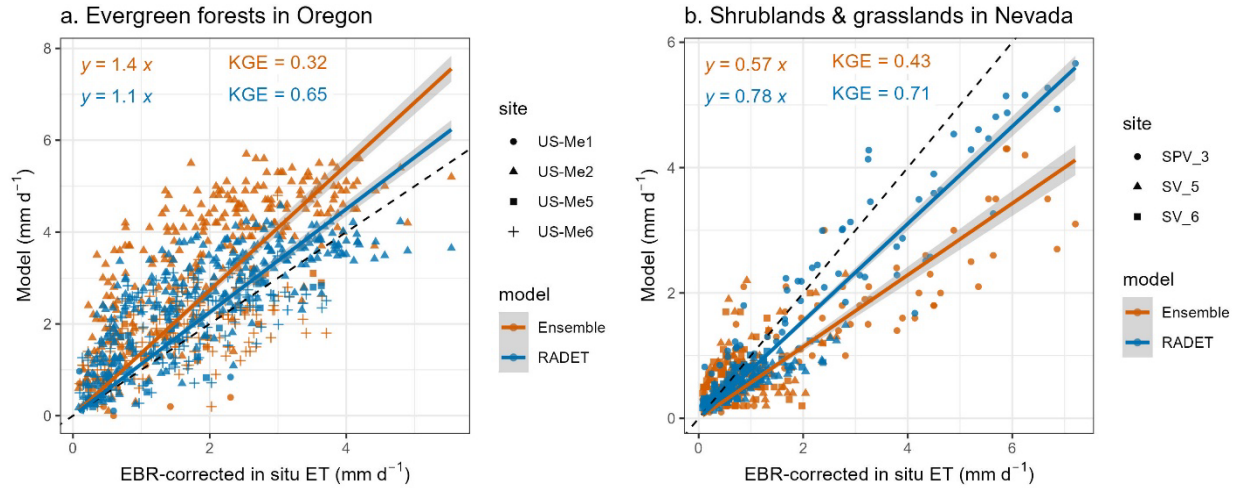 a. Evergreen forests in Oregon
y = 1.4 x
KGE = 0.32
y = 1.1 x
KGE = 0.65
8
6
4
2
0
Model (mm d⁻¹)
0
2
4
EBR-corrected in situ ET (mm d⁻¹)
site
US-Me1
US-Me2
US-Me5
US-Me6
model
Ensemble
RADET
b. Shrublands & grasslands in Nevada
y = 0.57 x
KGE = 0.43
y = 0.78 x
KGE = 0.71
6
4
2
0
Model (mm d⁻¹)
0
2
4
6
EBR-corrected in situ ET (mm d⁻¹)
site
SPV_3
SV_5
SV_6
model
Ensemble
RADET